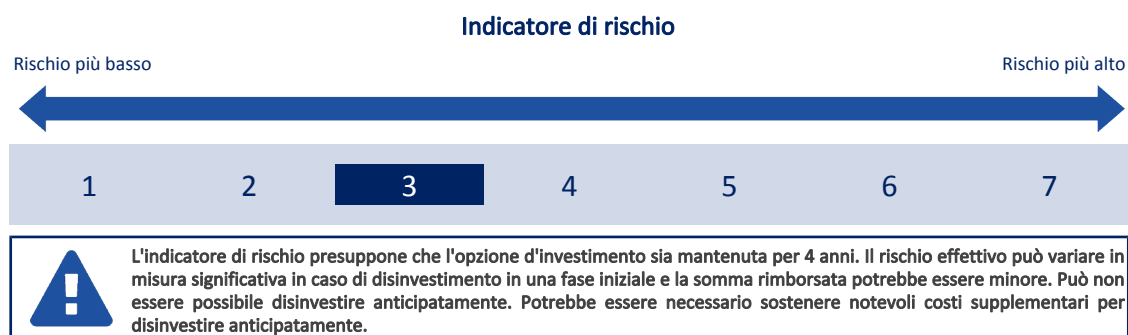 Indicatore di rischio
Rischio più basso
Rischio più alto
1 2 3 4 5 6 7
L'indicatore di rischio presuppone che l'opzione d'investimento sia mantenuta per 4 anni. Il rischio effettivo può variare in
misura significativa in caso di disinvestimento in una fase iniziale e la somma rimborsata potrebbe essere minore. Può non
essere possibile disinvestire anticipatamente. Potrebbe essere necessario sostenere notevoli costi supplementari per
disinvestire anticipatamente.